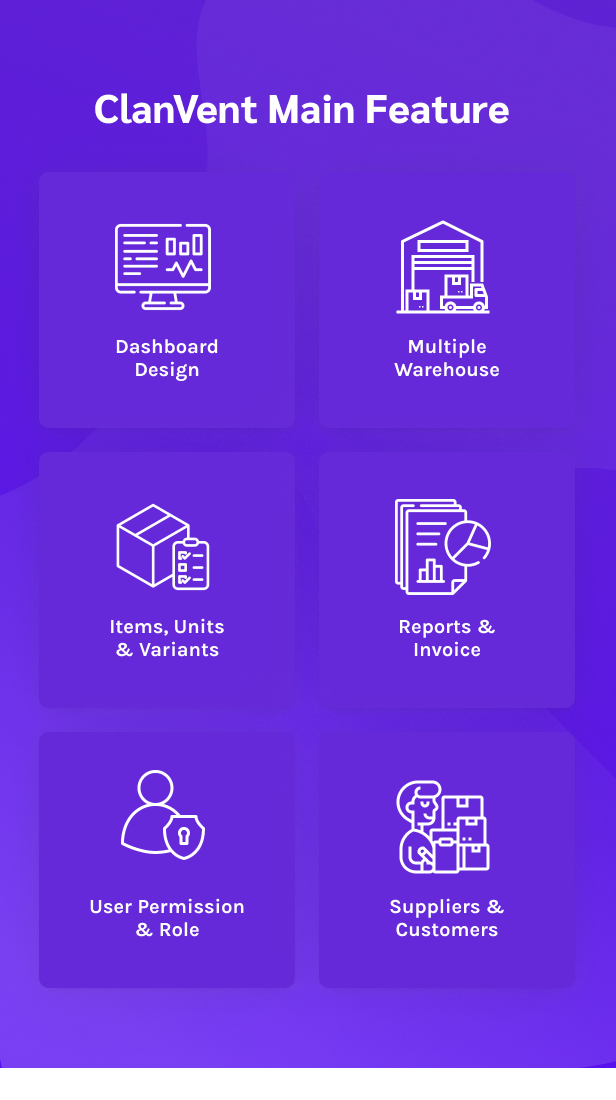 ClanVent Main Feature
Dashboard
Design
Multiple
Warehouse
Items, Units
& Variants
Reports &
Invoice
User Permission
& Role
Suppliers &
Customers